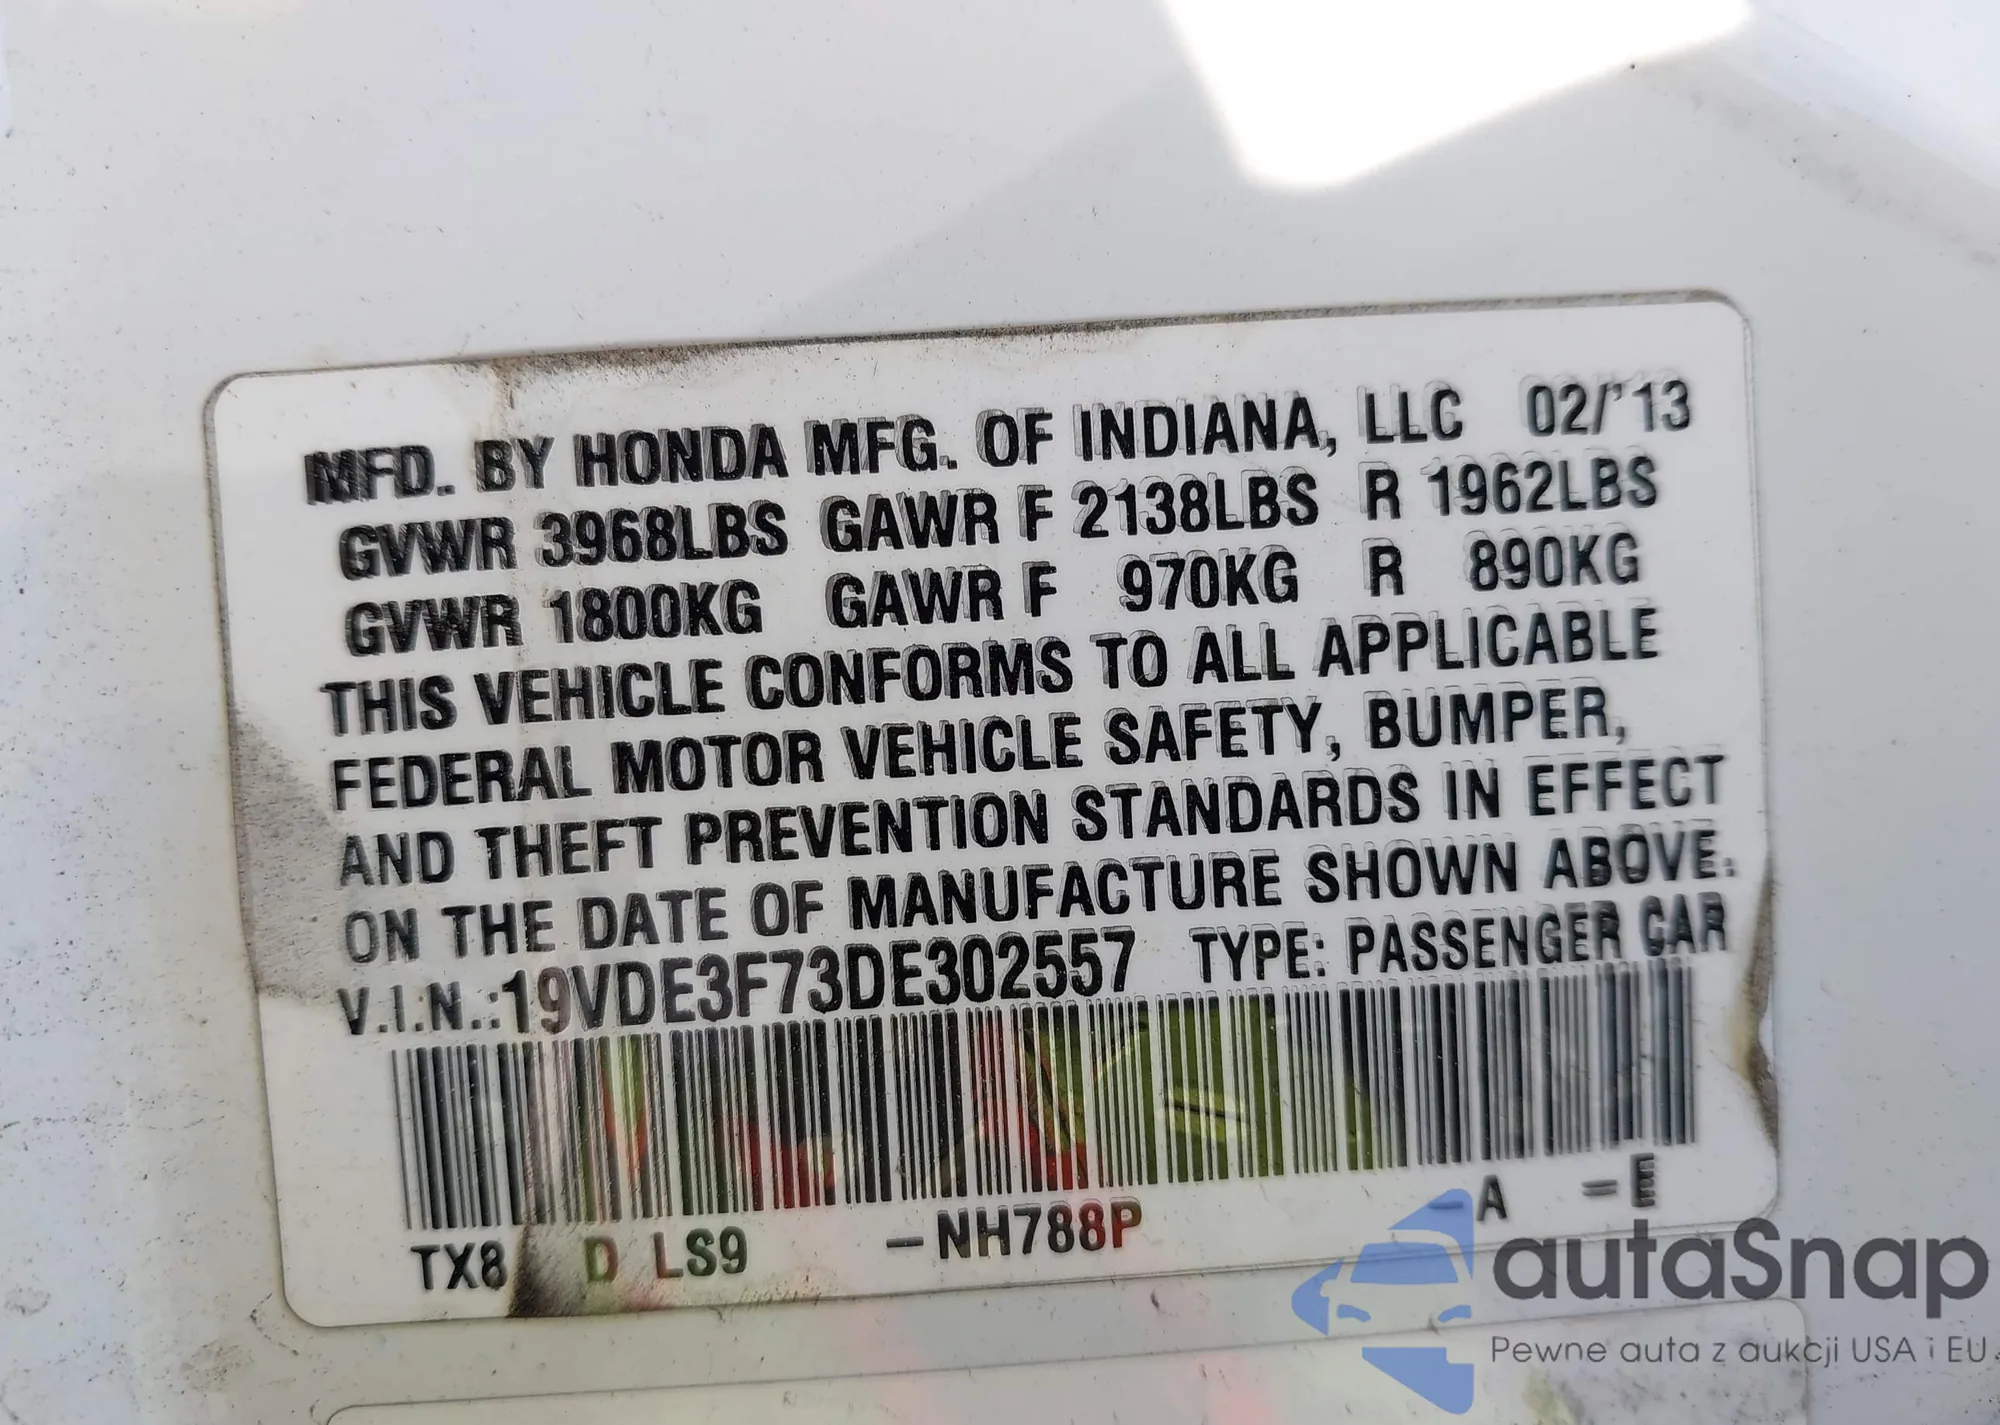 MFD. BY HONDA MFG. OF INDIANA, LLC 02/'13
GVWR 3968LBS GAWR F 2138LBS R 1962LBS
GVWR 1800KG GAWR F 970KG R 890KG
THIS VEHICLE CONFORMS TO ALL APPLICABLE
FEDERAL MOTOR VEHICLE SAFETY, BUMPER,
AND THEFT PREVENTION STANDARDS IN EFFECT
ON THE DATE OF MANUFACTURE SHOWN ABOVE.
V.I.N.:19VDE3F73DE302557 TYPE: PASSENGER CAR
TX8 D LS9 –NH788P –A –E
autaSnap
Pewne auta z aukcji USA i EU